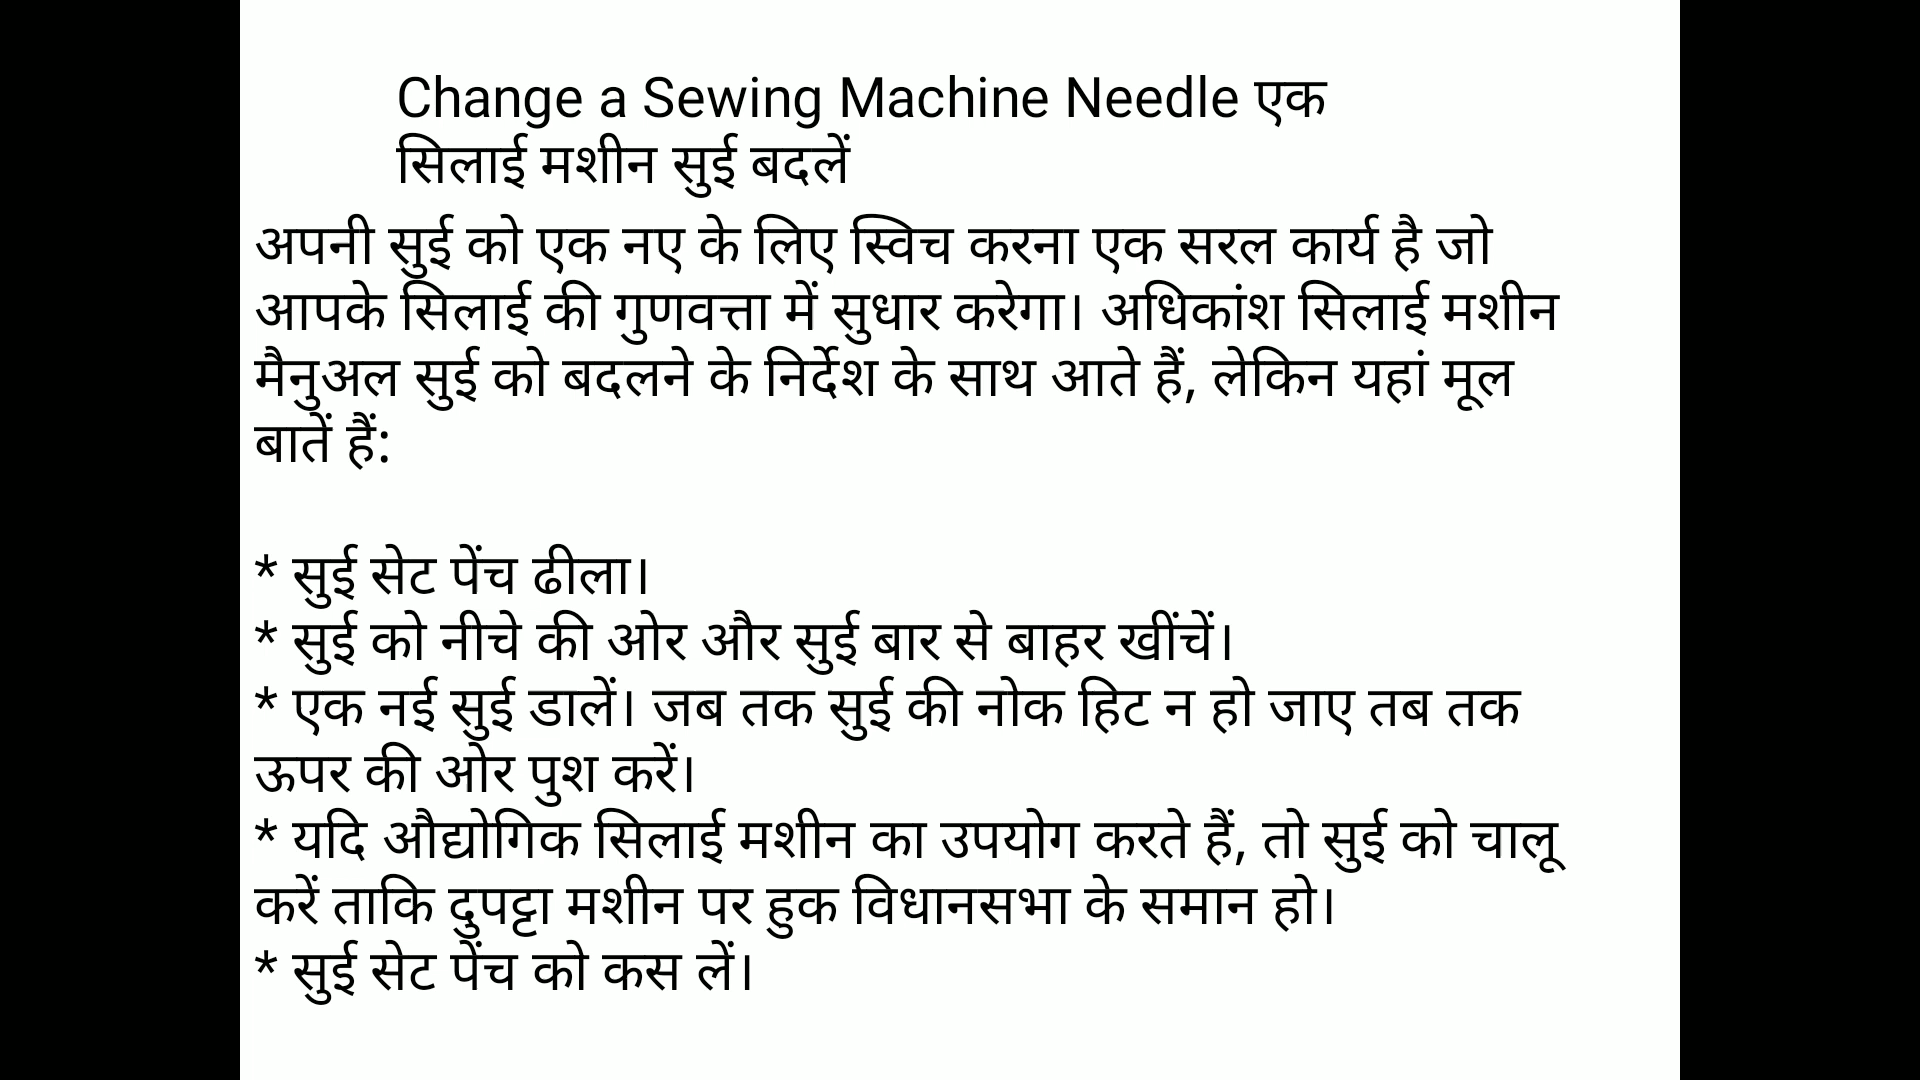 Change a Sewing Machine Needle एक
सिलाई मशीन सुई बदलें
अपनी सुई को एक नए के लिए स्विच करना एक सरल कार्य है जो
आपके सिलाई की गुणवत्ता में सुधार करेगा। अधिकांश सिलाई मशीन
मैनुअल सुई को बदलने के निर्देश के साथ आते हैं, लेकिन यहां मूल
बातें हैं:
* सुई सेट पेंच ढीला।
* सुई को नीचे की ओर और सुई बार से बाहर खींचें।
* एक नई सुई डालें। जब तक सुई की नोक हिट न हो जाए तब तक
ऊपर की ओर पुश करें।
* यदि औद्योगिक सिलाई मशीन का उपयोग करते हैं, तो सुई को चालू
करें ताकि दुपट्टा मशीन पर हुक विधानसभा के समान हो।
* सुई सेट पेंच को कस लें।